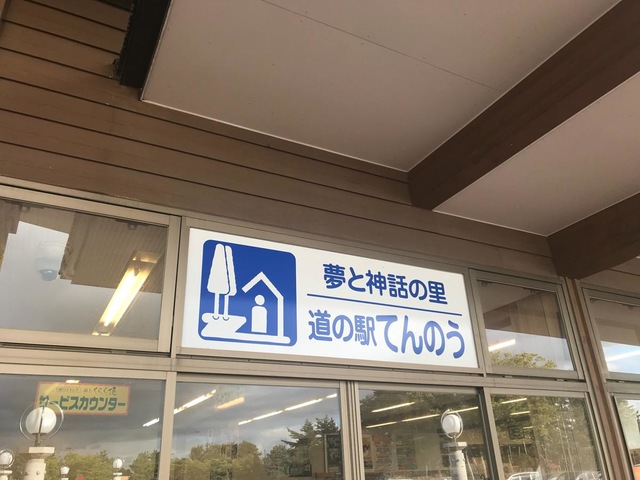 夢と神話の里
道の駅てんのう
サービスカウンター